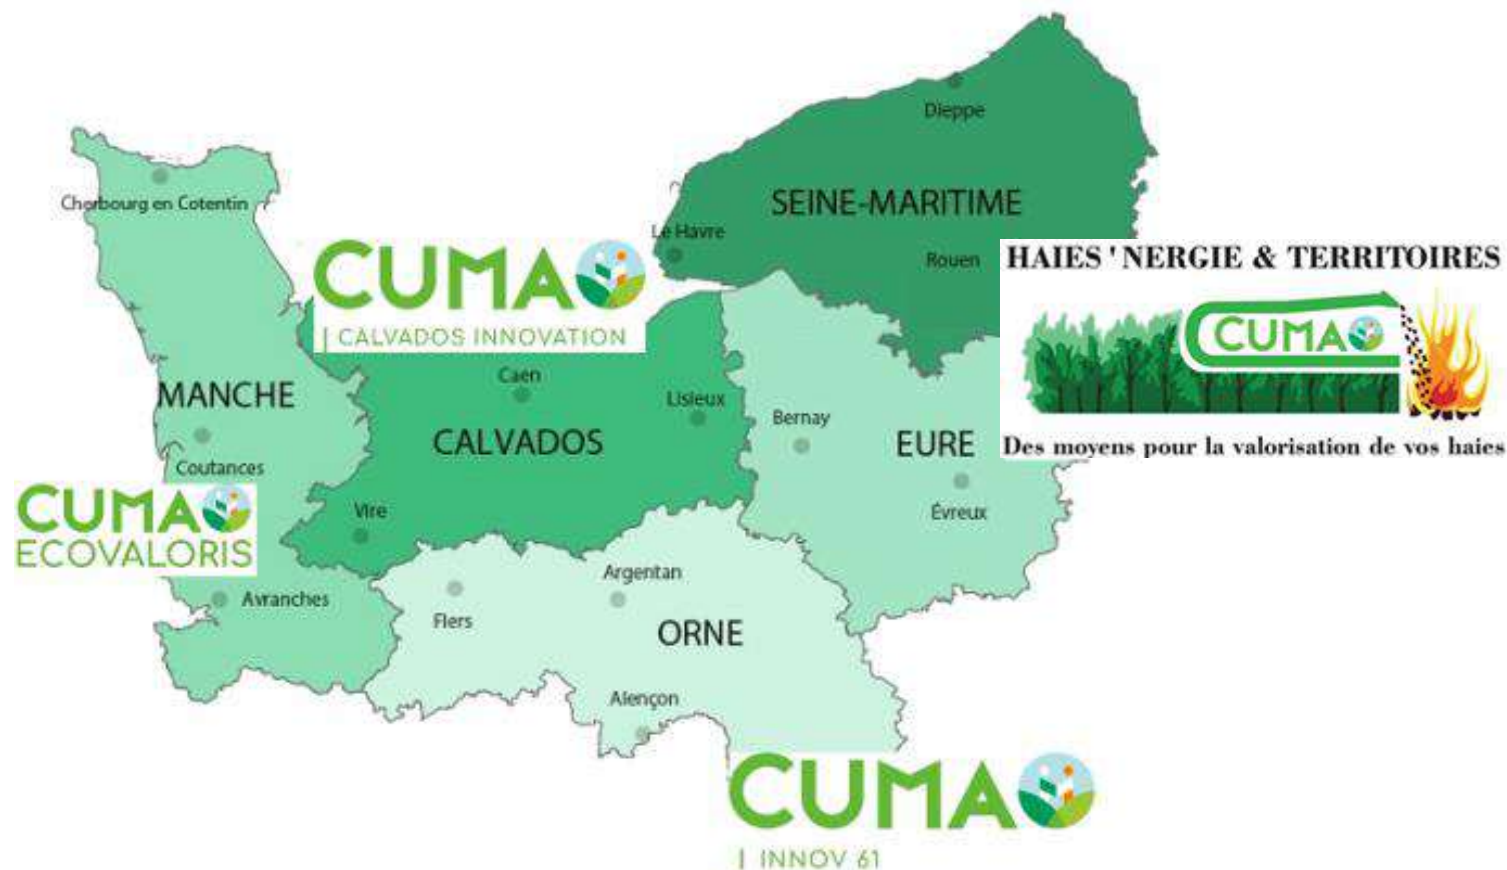 Dieppe
SEINE-MARITIME
Cherbourg en Cotentin
Le Havre
Rouen
HAIES 'NERGIE & TERRITOIRES
CUMA
Des moyens pour la valorisation de vos haies
CUMA
| CALVADOS INNOVATION
Caen
Lisieux
CALVADOS
Vire
MANCHE
Coutances
CUMA
ECOVALORIS
Avranches
Bernay
EURE
Évreux
Argentan
Flers
ORNE
Alençon
CUMA
| INNOV 61